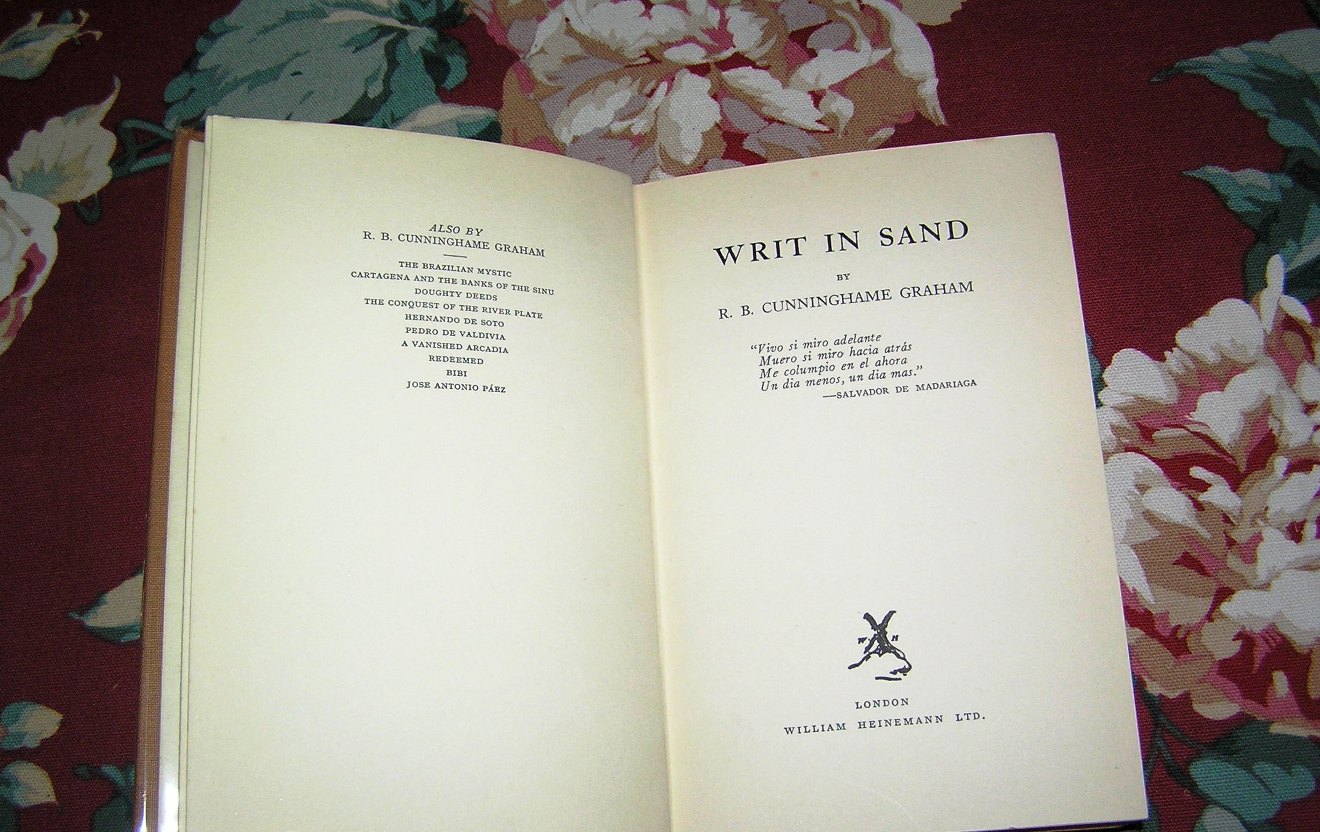 ALSO BY
R. B. CUNNINGHAME GRAHAM
THE BRAZILIAN MYSTIC
CARTAGENA AND THE BANKS OF THE SINU
DOUGHTY DEEDS
THE CONQUEST OF THE RIVER PLATE
HERNANDO DE SOTO
PEDRO DE VALDIVIA
A VANISHED ARCADIA
REDEEMED
BIBI
JOSE ANTONIO PÁEZ
WRIT IN SAND
BY
R. B. CUNNINGHAME GRAHAM
“Vivo si miro adelante
Muero si miro hacia atrás
Me columpio en el ahora
Un dia menos, un dia mas.”
—SALVADOR DE MADARIAGA
W H
LONDON
WILLIAM HEINEMANN LTD.